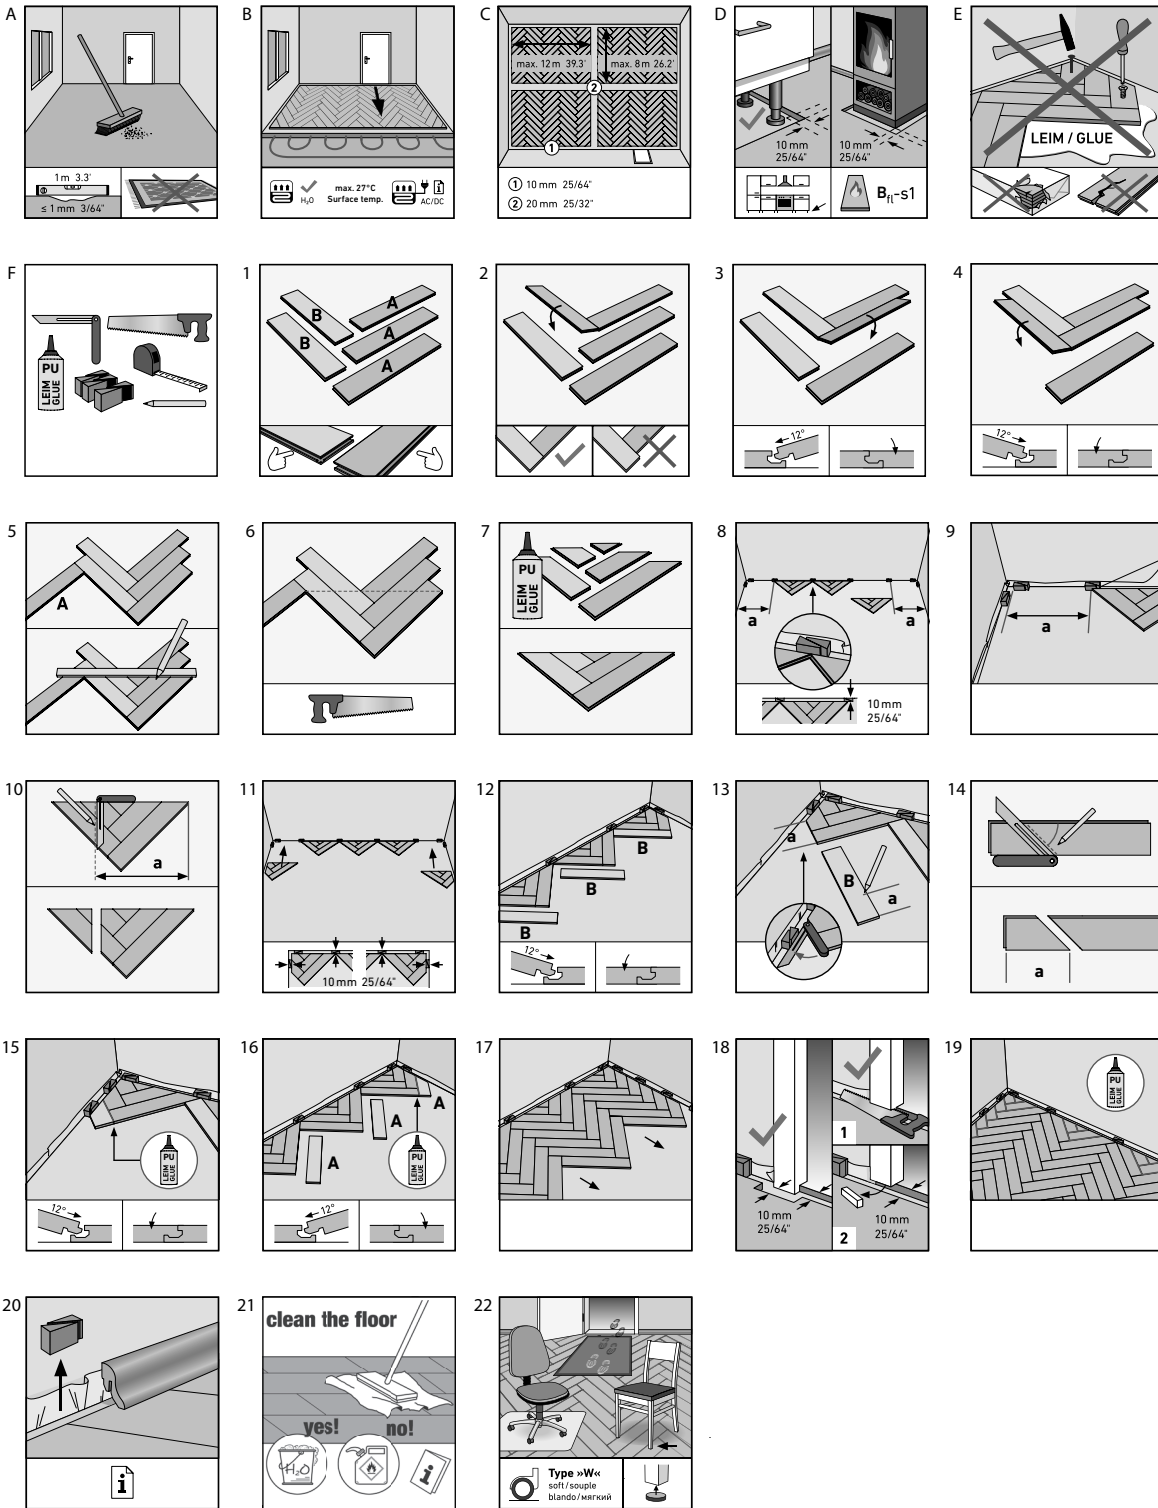 A
1 m 3.3'
≤ 1 mm 3/64"
B
H₂O
max. 27°C
Surface temp.
AC/DC
C
max. 12 m 39.3'
max. 8 m 26.2'
2
1
① 10 mm 25/64"
② 20 mm 25/32"
D
10 mm
25/64"
10 mm
25/64"
Bfl-s1
E
LEIM / GLUE
F
PU
LEIM
GLUE
1
B
A
B
A
A
2
3
12°
4
12°
5
A
6
7
PU
LEIM
GLUE
8
a
a
10 mm
25/64"
9
a
10
a
11
10 mm 25/64"
12
B
B
B
12°
13
a
B
a
14
a
15
PU
LEIM
GLUE
12°
16
A
A
A
PU
LEIM
GLUE
12°
17
18
1
10 mm
25/64"
2
10 mm
25/64"
19
PU
LEIM
GLUE
20
i
21
clean the floor
yes!
no!
H₂O
i
22
Type »W«
soft / souple
blando / мягкий